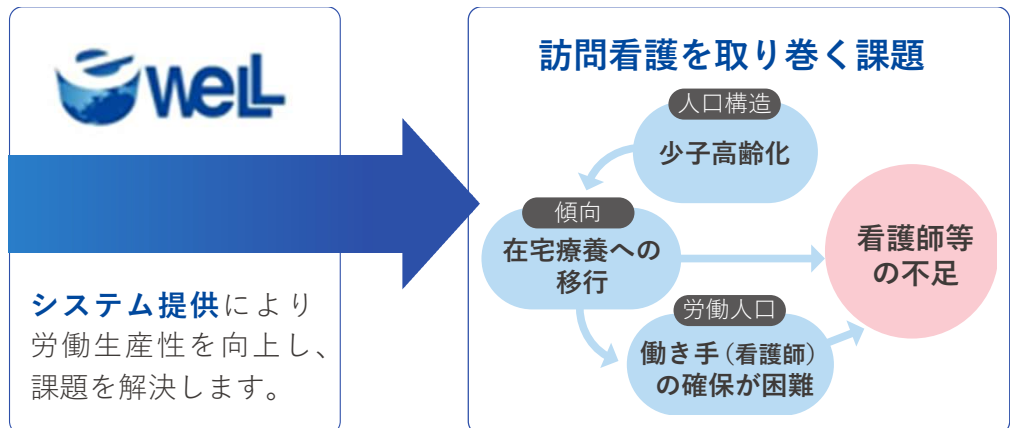 eWeLL
システム提供により
労働生産性を向上し、
課題を解決します。
訪問看護を取り巻く課題
人口構造
少子高齢化
傾向
在宅療養への
移行
労働人口
働き手(看護師)
の確保が困難
看護師等
の不足